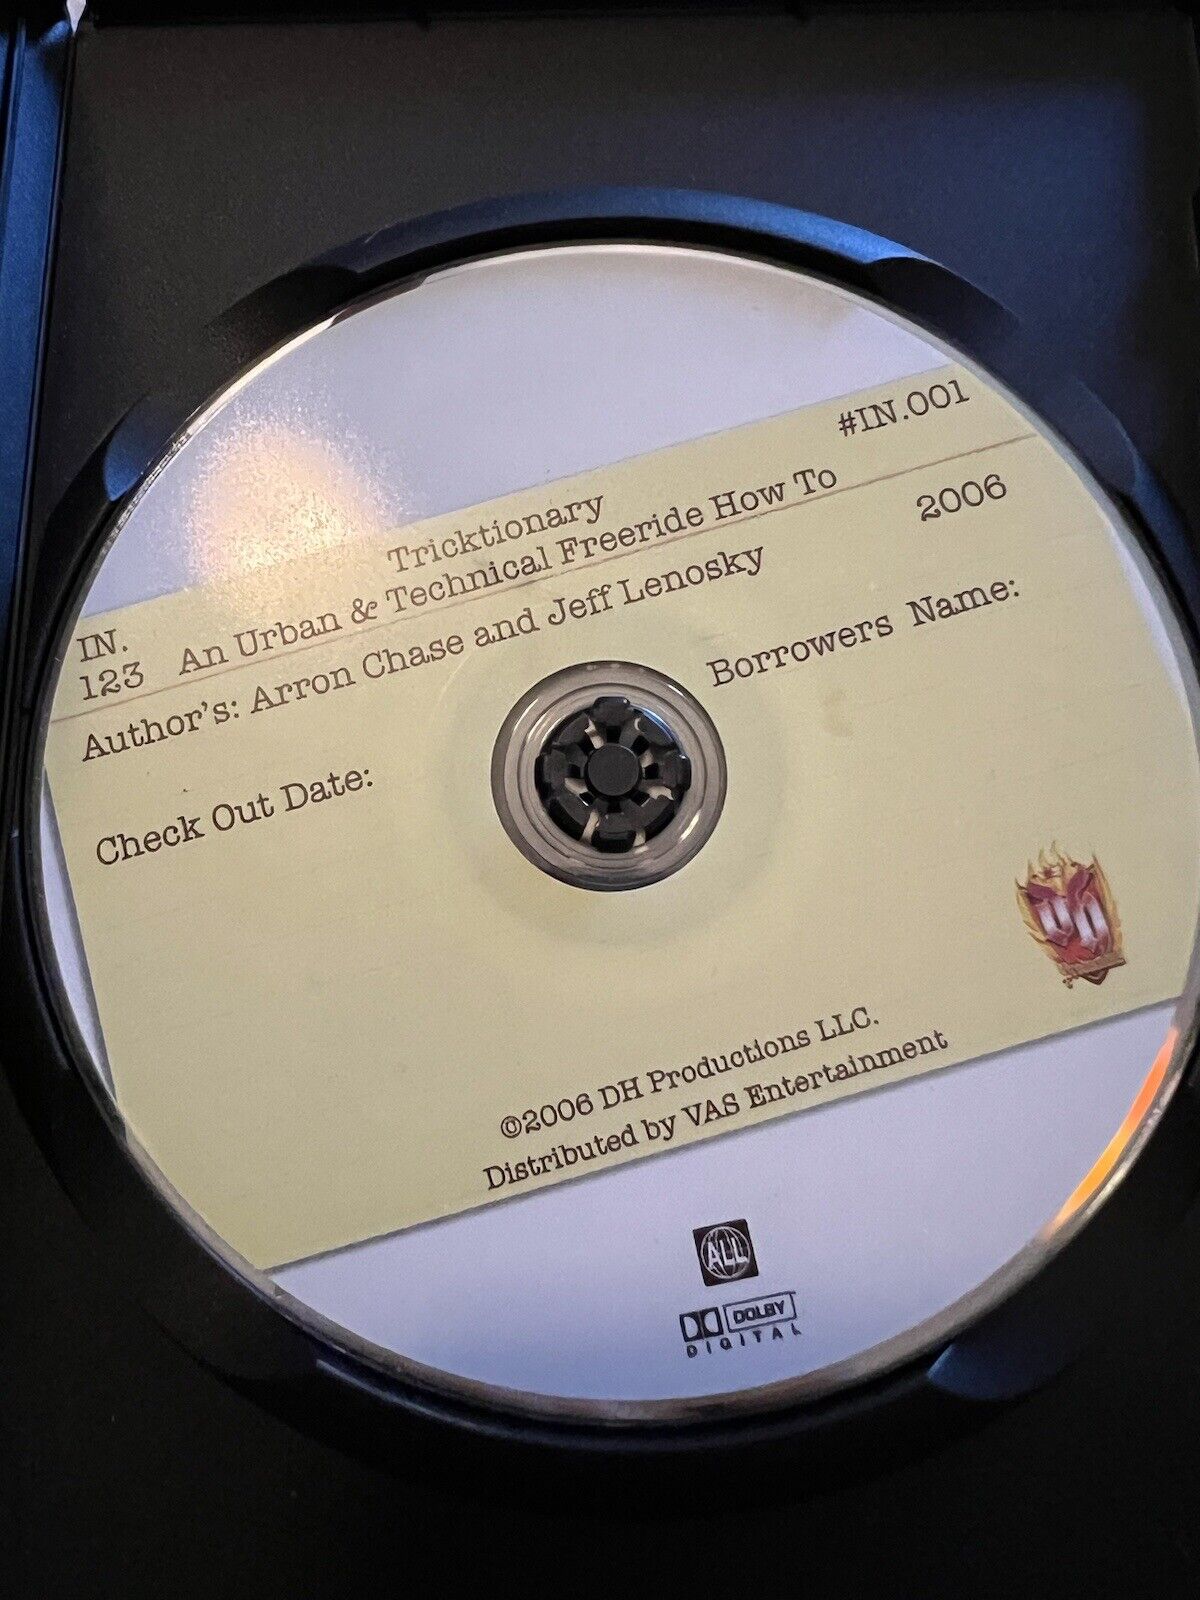 #IN.001
Tricktionary
IN.
123 An Urban & Technical Freeride How To
2006
Author's: Arron Chase and Jeff Lenosky
Borrowers Name:
Check Out Date:
©2006 DH Productions LLC.
Distributed by VAS Entertainment
ALL
DOLBY
DIGITAL